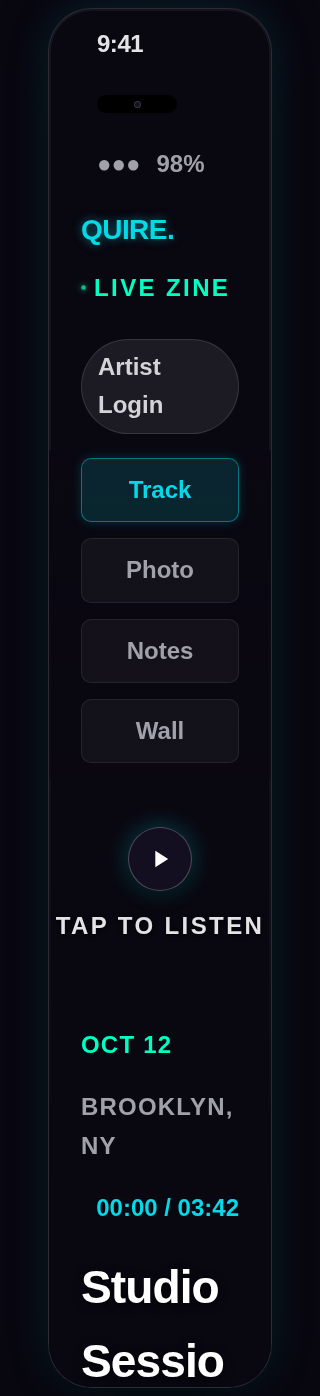 9:41
98%
QUIRE.
LIVE ZINE
Artist
Login
Track
Photo
Notes
Wall
TAP TO LISTEN
OCT 12
BROOKLYN,
NY
00:00 / 03:42
Studio
Sessio